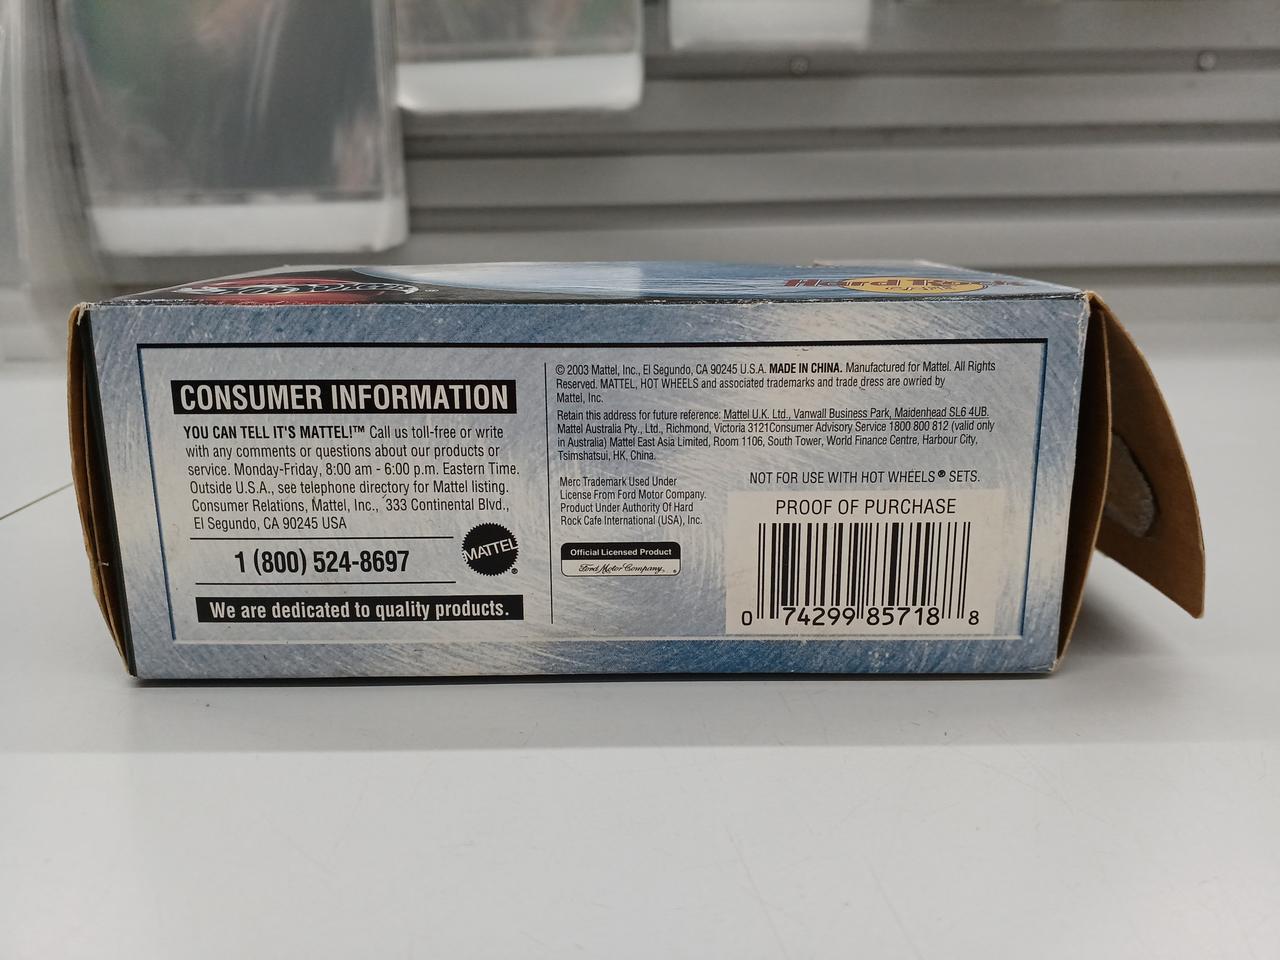 Hard Rock
CAFE
CONSUMER INFORMATION
YOU CAN TELL IT'S MATTEL!™ Call us toll-free or write
with any comments or questions about our products or
service. Monday-Friday, 8:00 am - 6:00 p.m. Eastern Time.
Outside U.S.A., see telephone directory for Mattel listing.
Consumer Relations, Mattel, Inc., 333 Continental Blvd.,
El Segundo, CA 90245 USA
1 (800) 524-8697
MATTEL®
We are dedicated to quality products.
© 2003 Mattel, Inc., El Segundo, CA 90245 U.S.A. MADE IN CHINA. Manufactured for Mattel. All Rights
Reserved. MATTEL, HOT WHEELS and associated trademarks and trade dress are owned by
Mattel, Inc.
Retain this address for future reference: Mattel U.K. Ltd., Vanwall Business Park, Maidenhead SL6 4UB.
Mattel Australia Pty., Ltd., Richmond, Victoria 3121Consumer Advisory Service 1800 800 812 (valid only
in Australia) Mattel East Asia Limited, Room 1106, South Tower, World Finance Centre, Harbour City,
Tsimshatsui, HK, China.
Merc Trademark Used Under
License From Ford Motor Company.
Product Under Authority Of Hard
Rock Cafe International (USA), Inc.
Official Licensed Product
Ford Motor Company®
NOT FOR USE WITH HOT WHEELS® SETS.
PROOF OF PURCHASE
0 74299 85718 8